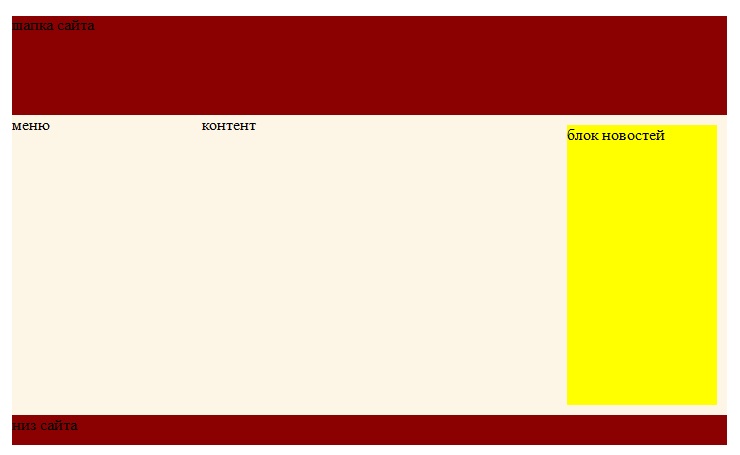 шапка сайта
меню
контент
блок новостей
низ сайта